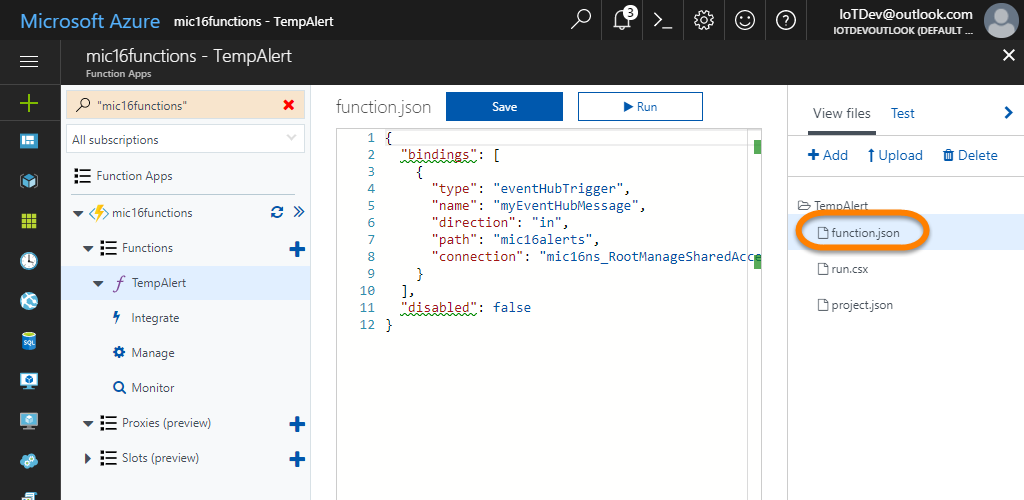 Microsoft Azure mic16functions - TempAlert
3
IoTDev@outlook.com
IOTDEVOUTLOOK (DEFAULT ...
mic16functions - TempAlert
Function Apps
"mic16functions"
All subscriptions
Function Apps
mic16functions
Functions
TempAlert
Integrate
Manage
Monitor
Proxies (preview)
Slots (preview)
function.json
Save
Run
1 {
2 "bindings": [
3 {
4 "type": "eventHubTrigger",
5 "name": "myEventHubMessage",
6 "direction": "in",
7 "path": "mic16alerts",
8 "connection": "mic16ns_RootManageSharedAcce
9 }
10 ],
11 "disabled": false
12 }
View files Test
Add Upload Delete
TempAlert
function.json
run.csx
project.json
SQL